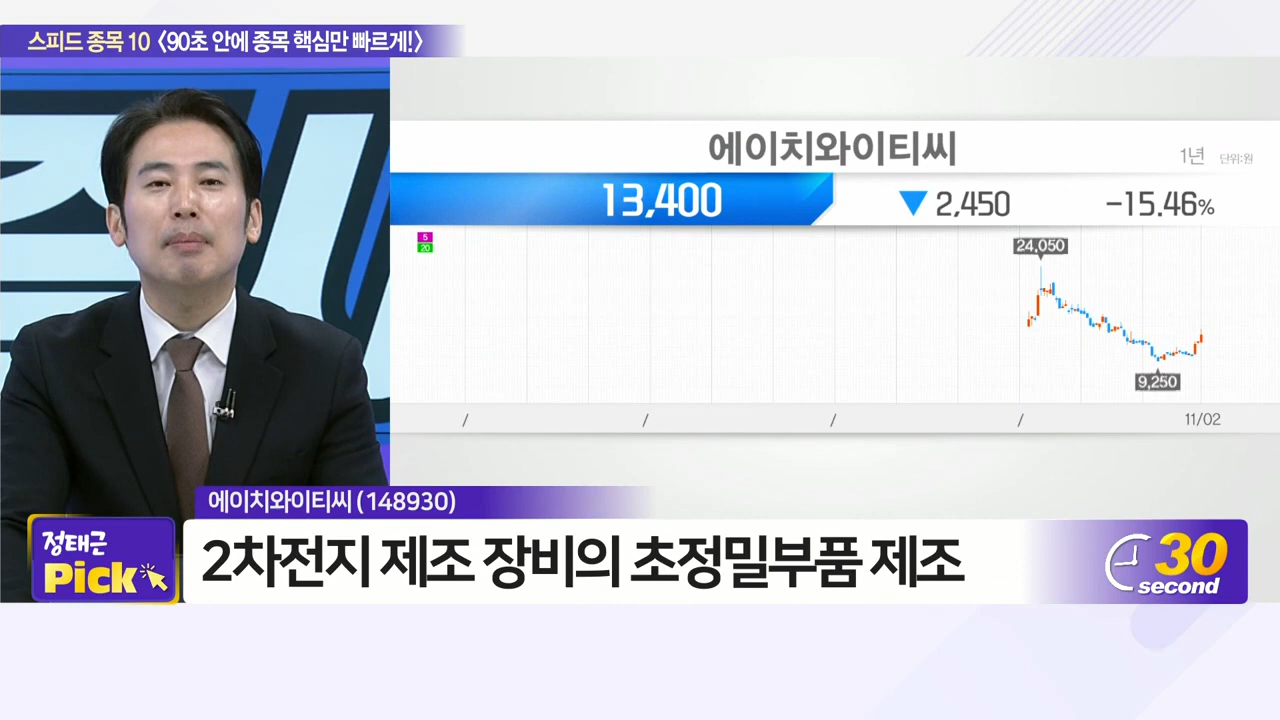 스피드 종목 10 〈90초 안에 종목 핵심만 빠르게!〉
에이치와이티씨
1년 단위:원
13,400 ▼ 2,450 -15.46%
5
20
24,050
9,250
/ / / / 11/02
에이치와이티씨 (148930)
정태근
Pick
2차전지 제조 장비의 초정밀부품 제조
30
second